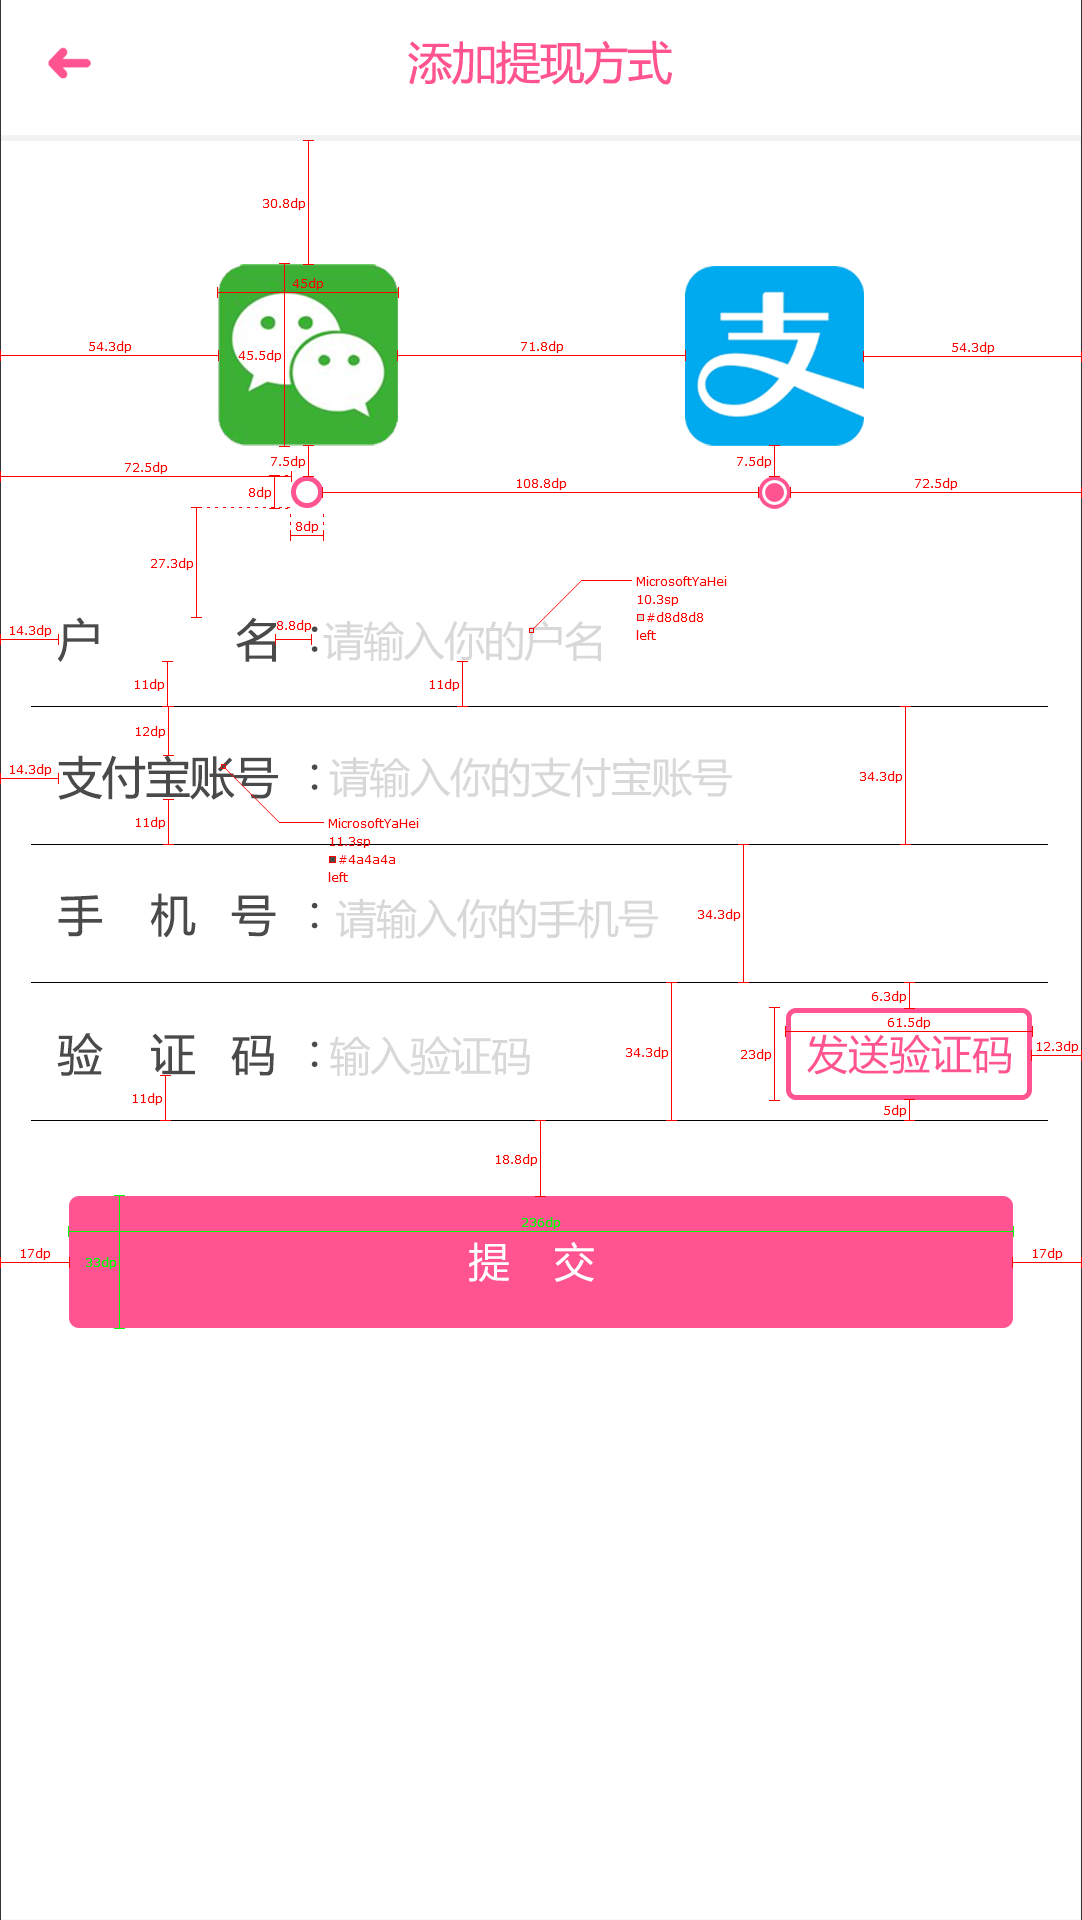 添加提现方式
30.8dp
45dp
54.3dp
45.5dp
71.8dp
54.3dp
支
72.5dp
7.5dp
7.5dp
8dp
108.8dp
72.5dp
8dp
27.3dp
MicrosoftYaHei
10.3sp
#d8d8d8
left
14.3dp
户 名 :
8.8dp
请输入你的户名
11dp
11dp
12dp
14.3dp
支付宝账号 :
请输入你的支付宝账号
34.3dp
11dp
MicrosoftYaHei
11.3sp
#4a4a4a
left
手 机 号 :
请输入你的手机号
34.3dp
6.3dp
61.5dp
验 证 码 :
输入验证码
34.3dp
23dp
发送验证码
12.3dp
11dp
5dp
18.8dp
236dp
17dp
提 交
17dp